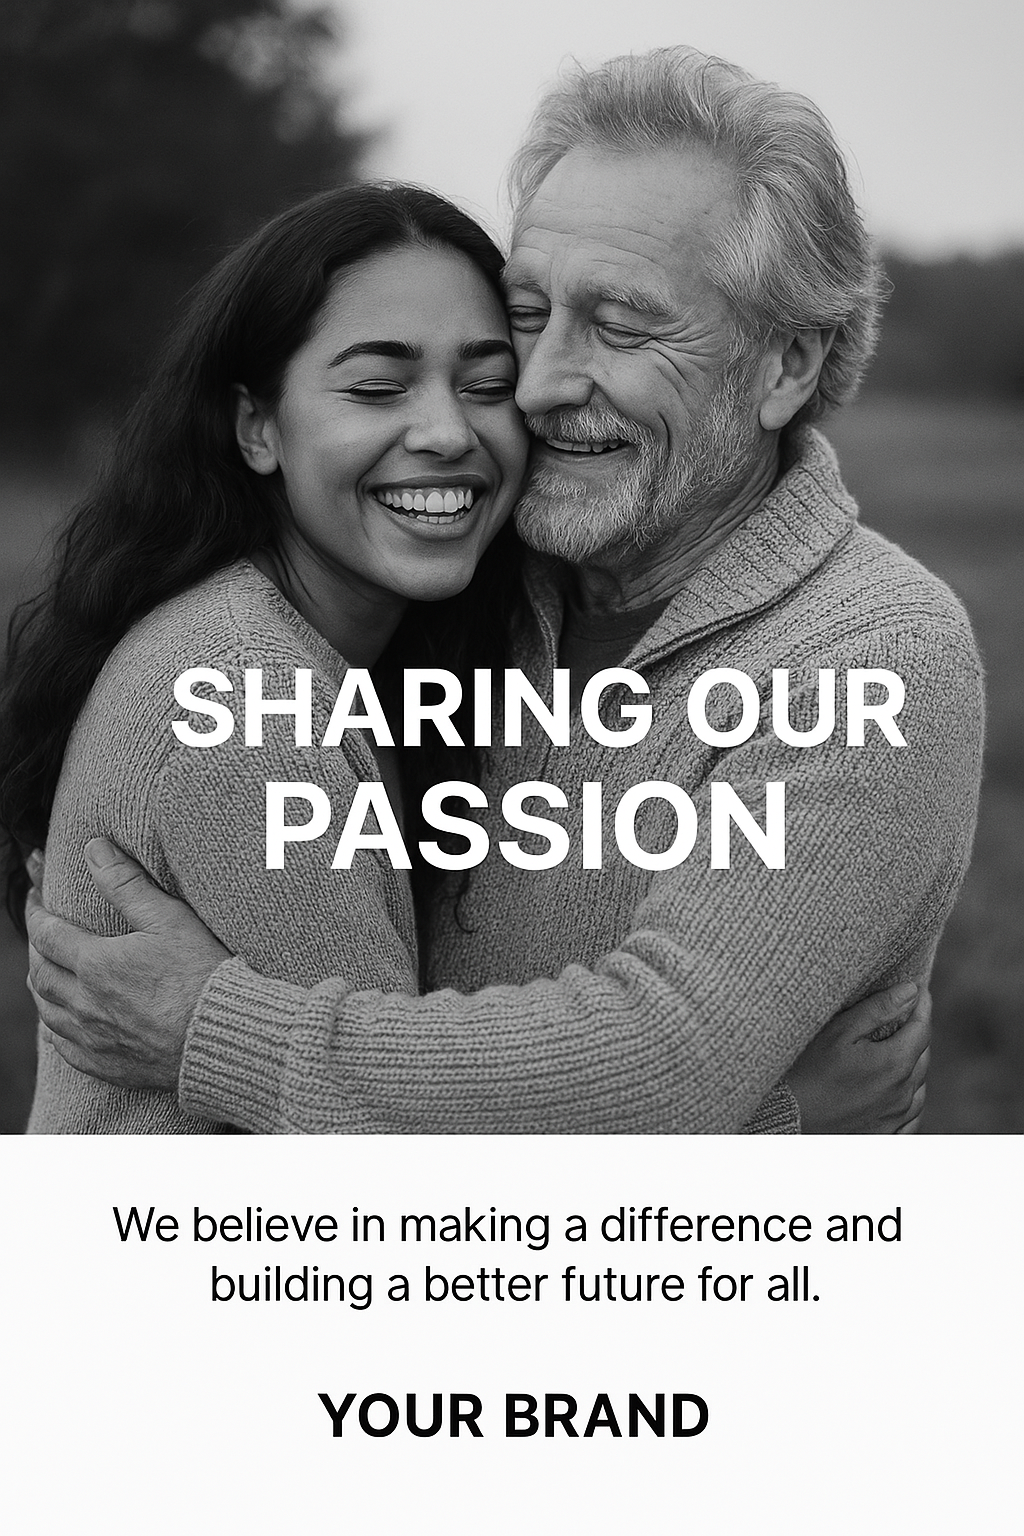 SHARING OUR
PASSION
We believe in making a difference and
building a better future for all.
YOUR BRAND